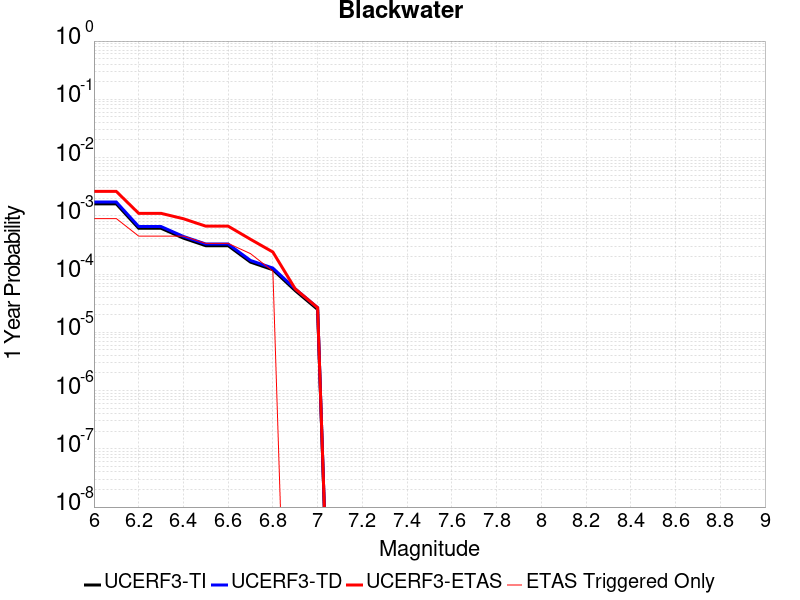 Blackwater
10^0
10^-1
10^-2
10^-3
10^-4
10^-5
10^-6
10^-7
10^-8
1 Year Probability
6 6.2 6.4 6.6 6.8 7 7.2 7.4 7.6 7.8 8 8.2 8.4 8.6 8.8 9
Magnitude
UCERF3-TI UCERF3-TD UCERF3-ETAS ETAS Triggered Only